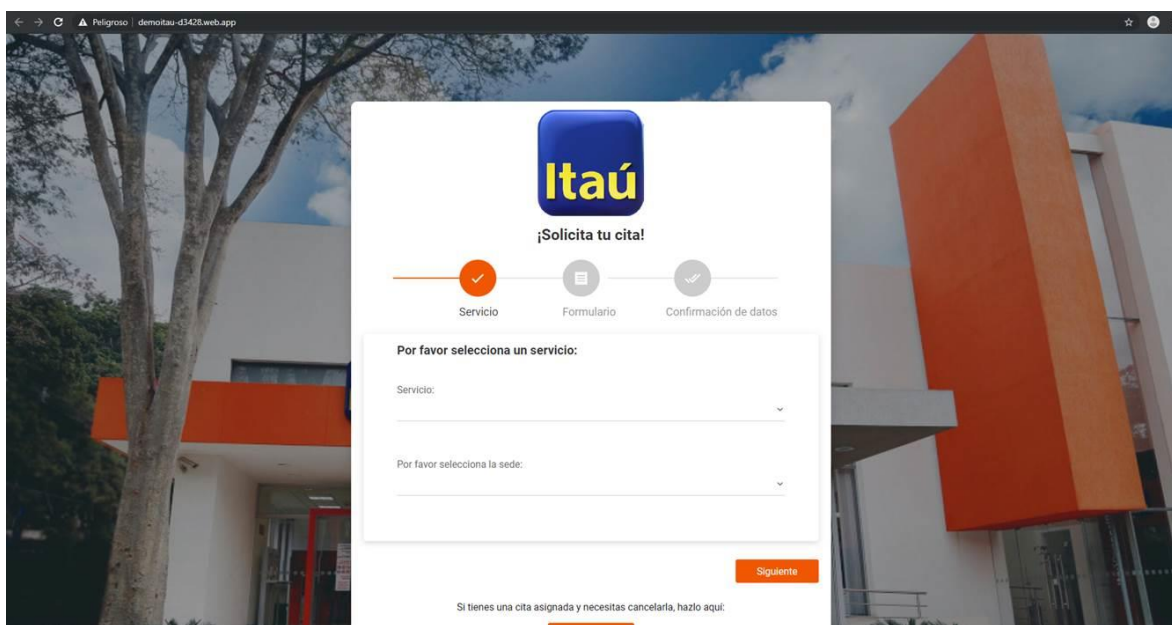 Peligroso | demoitau-d3428.web.app
Itaú
¡Solicita tu cita!
Servicio
Formulario
Confirmación de datos
Por favor selecciona un servicio:
Servicio:
Por favor selecciona la sede:
Siguiente
Si tienes una cita asignada y necesitas cancelarla, hazlo aquí: